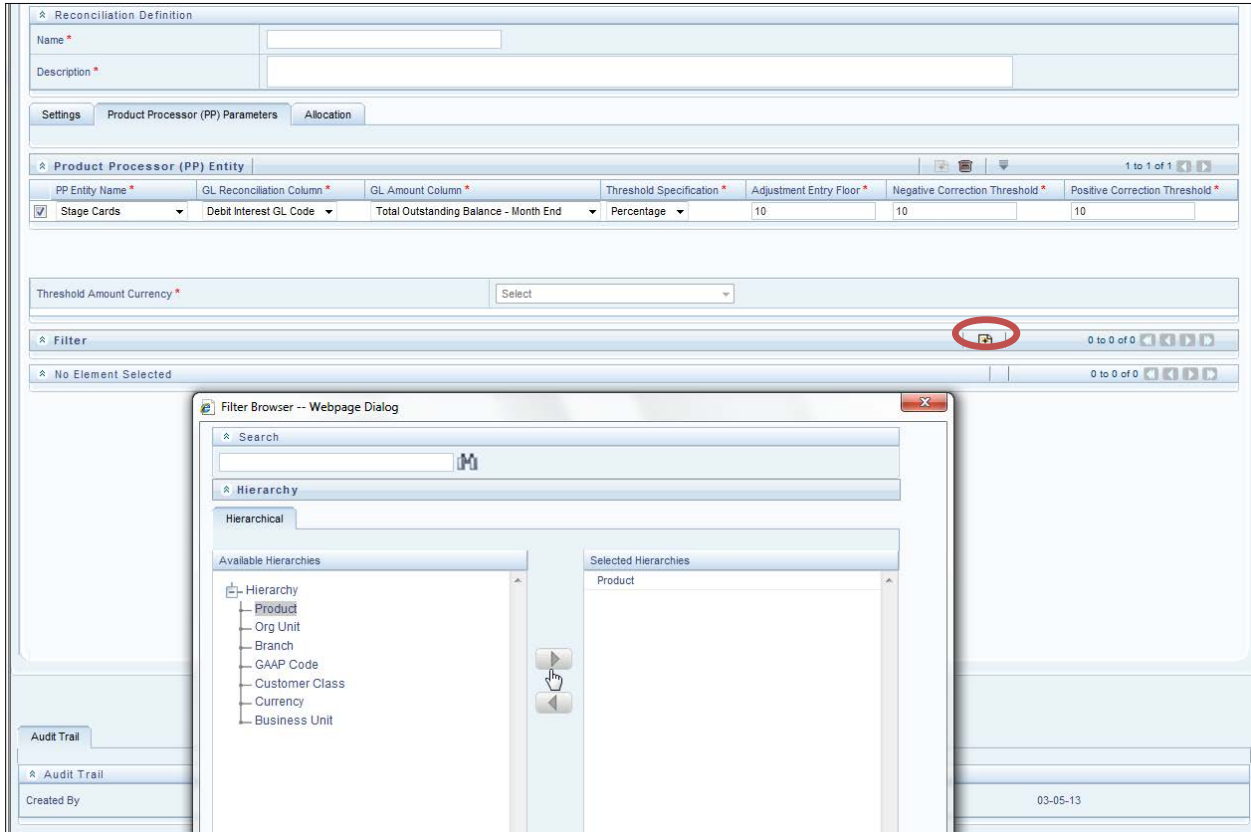 Reconciliation Definition
Name *
Description *
Settings Product Processor (PP) Parameters Allocation
Product Processor (PP) Entity 1 to 1 of 1
PP Entity Name * GL Reconciliation Column * GL Amount Column * Threshold Specification * Adjustment Entry Floor * Negative Correction Threshold * Positive Correction Threshold *
Stage Cards Debit Interest GL Code Total Outstanding Balance - Month End Percentage 10 10 10
Threshold Amount Currency * Select
Filter 0 to 0 of 0
No Element Selected 0 to 0 of 0
Filter Browser -- Webpage Dialog
Search
Hierarchy
Hierarchical
Available Hierarchies Selected Hierarchies
Hierarchy Product
Product
Org Unit
Branch
GAAP Code
Customer Class
Currency
Business Unit
Audit Trail
Audit Trail
Created By 03-05-13